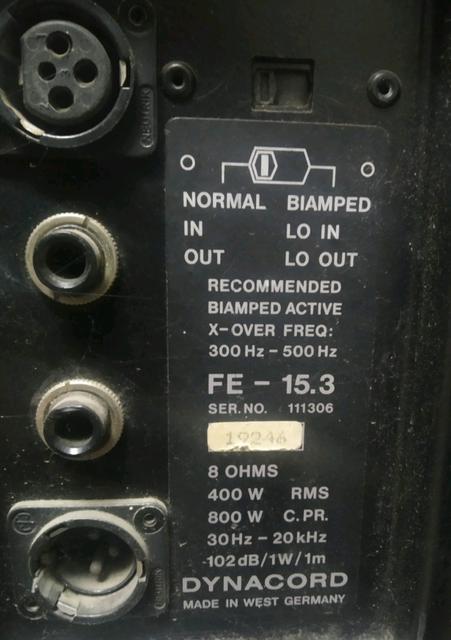 NEUTRIK
NORMAL BIAMPED
IN LO IN
OUT LO OUT
RECOMMENDED
BIAMPED ACTIVE
X-OVER FREQ:
300 Hz - 500 Hz
FE - 15.3
SER. NO. 111306
19246
8 OHMS
400 W RMS
800 W C.PR.
30 Hz - 20 kHz
102 dB/1W/1m
DYNACORD
MADE IN WEST GERMANY